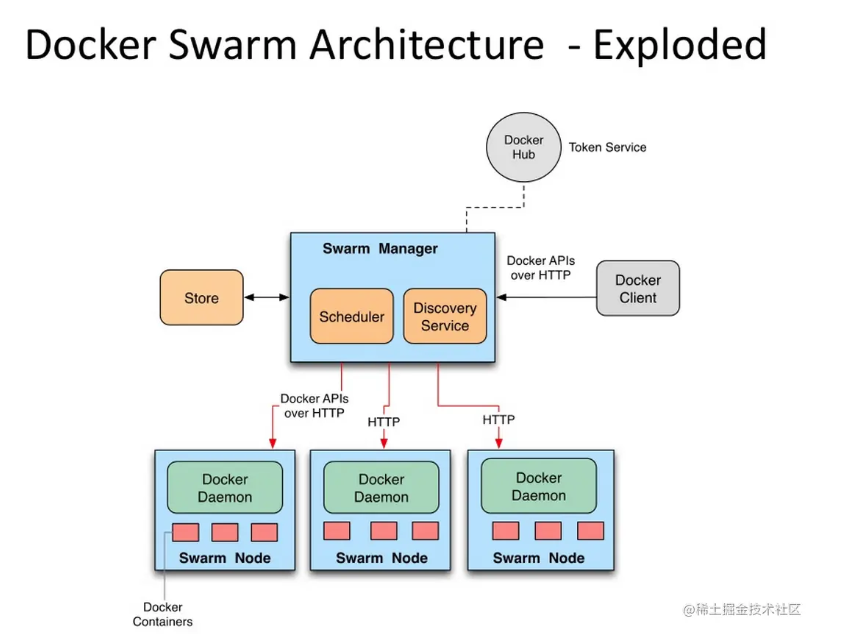 Docker Swarm Architecture - Exploded
Docker
Hub
Token Service
Swarm Manager
Docker APIs
over HTTP
Docker
Client
Store
Scheduler
Discovery
Service
Docker APIs
over HTTP
HTTP
HTTP
Docker
Daemon
Swarm Node
Docker
Daemon
Swarm Node
Docker
Daemon
Swarm Node
Docker
Containers
@稀土掘金技术社区